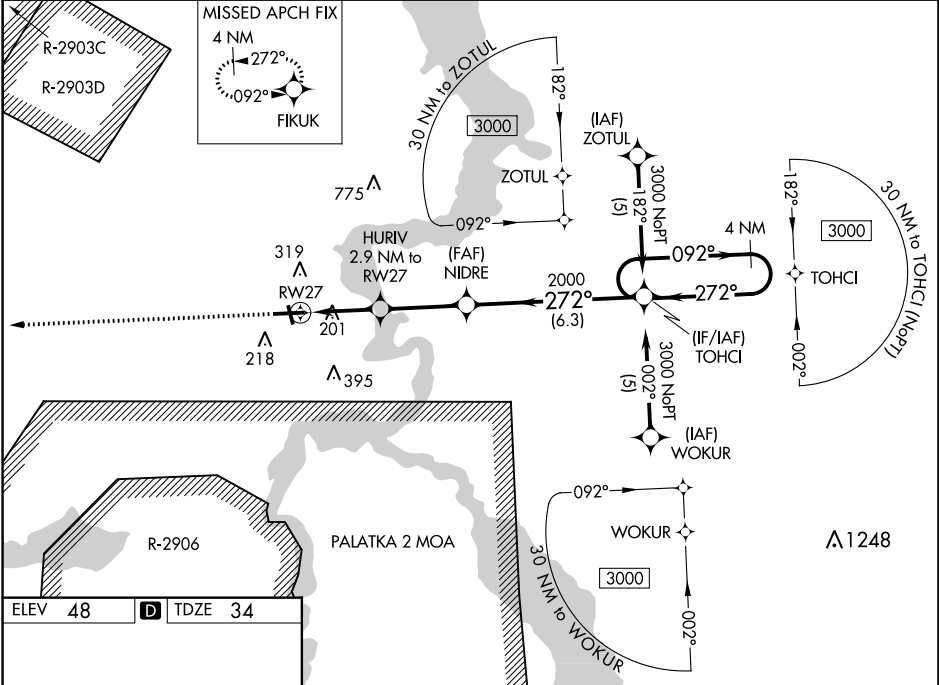 R-2903C
R-2903D
MISSED APCH FIX
4 NM
272°
092°
FIKUK
30 NM to ZOTUL
182°
3000
ZOTUL
092°
(IAF)
ZOTUL
3000 NoPT
182°
(5)
775
HURIV
2.9 NM to
RW27
(FAF)
NIDRE
319
RW27
201
218
395
2000
272°
(6.3)
4 NM
092°
272°
(IF/IAF)
TOHCI
182°
3000
TOHCI
002°
30 NM to TOHCI (NoPT)
3000 NoPT
002°
(5)
(IAF)
WOKUR
092°
WOKUR
3000
002°
30 NM to WOKUR
1248
R-2906
PALATKA 2 MOA
ELEV 48 D TDZE 34